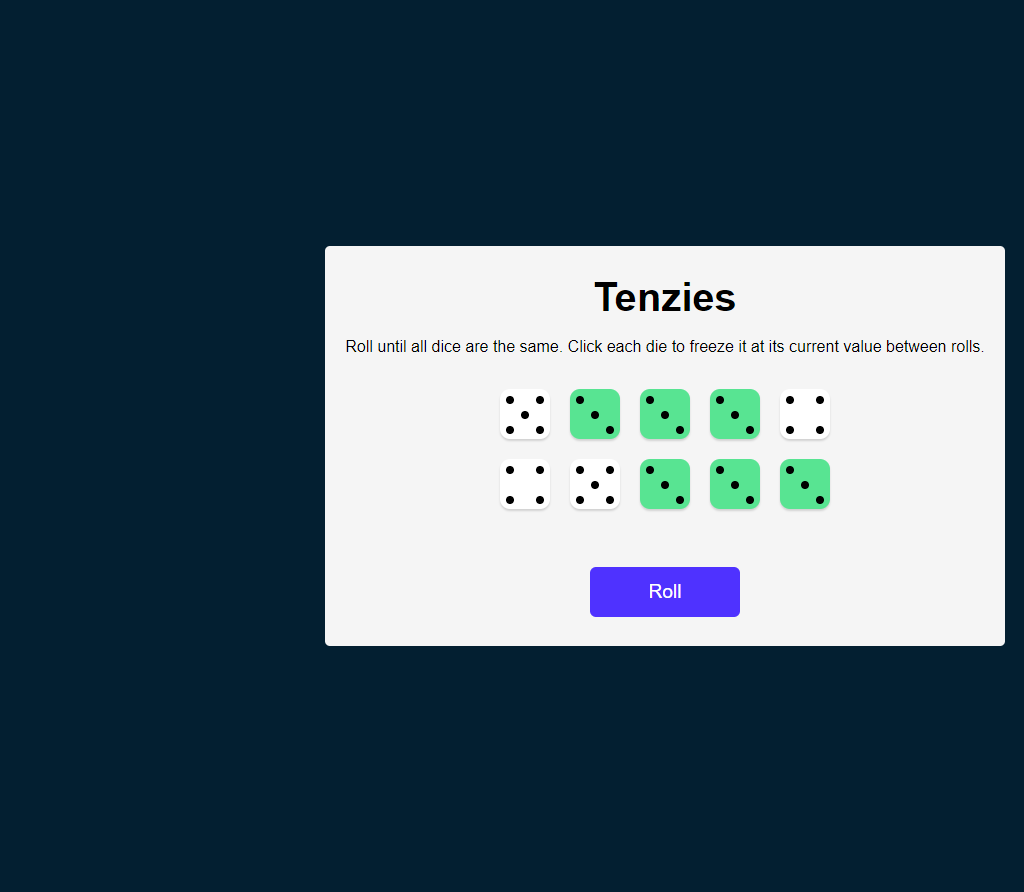 Tenzies
Roll until all dice are the same. Click each die to freeze it at its current value between rolls.
Roll